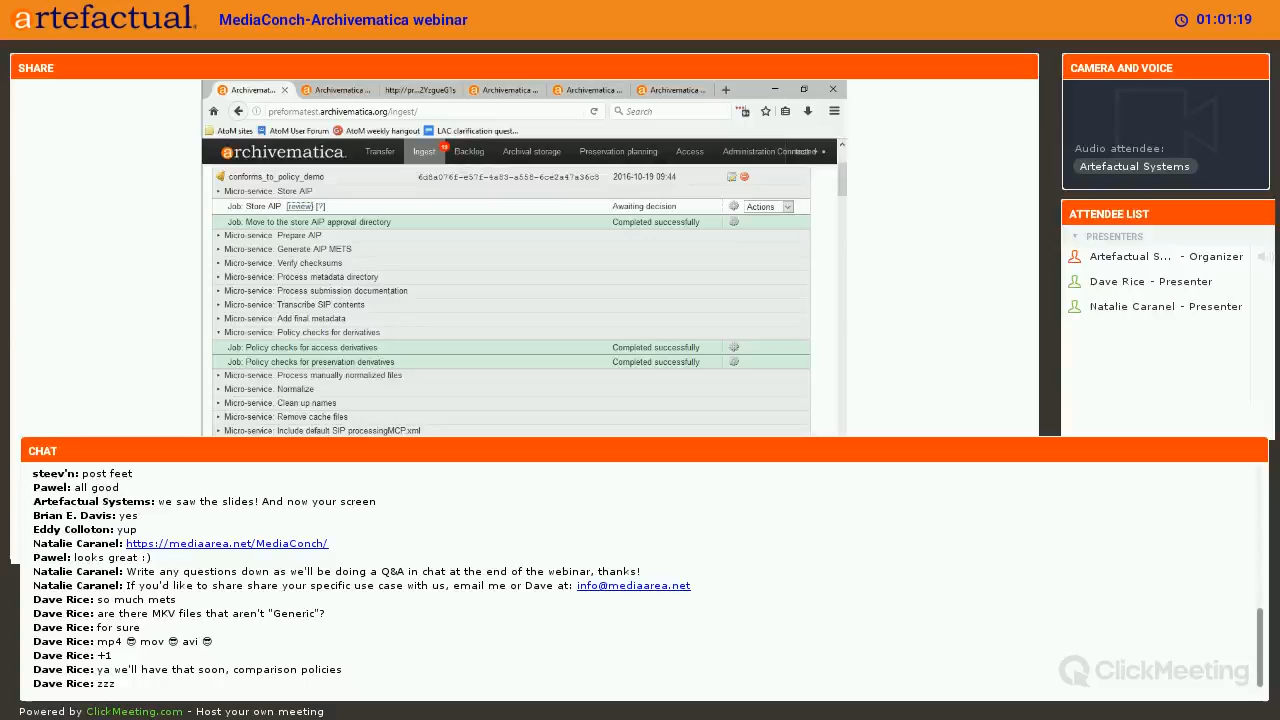 artefactual.
MediaConch-Archivematica webinar
01:01:19
SHARE
Archivemat...
Archivematica ...
http://pr...2YzgueG1s
Archivematica ...
Archivematica ...
Archivematica ...
preformatest.archivematica.org/ingest/
Search
AtoM sites
AtoM User Forum
AtoM weekly hangout
LAC clarification quest...
archivematica.
Transfer
Ingest
Backlog
Archival storage
Preservation planning
Access
Administration
conforms_to_policy_demo
2016-10-19 09:44
Micro-service: Store AIP
Job: Store AIP [review] [?]
Awaiting decision
Actions
Job: Move to the store AIP approval directory
Completed successfully
Micro-service: Prepare AIP
Micro-service: Generate AIP METS
Micro-service: Verify checksums
Micro-service: Process metadata directory
Micro-service: Process submission documentation
Micro-service: Transcribe SIP contents
Micro-service: Add final metadata
Micro-service: Policy checks for derivatives
Job: Policy checks for access derivatives
Completed successfully
Job: Policy checks for preservation derivatives
Completed successfully
Micro-service: Process manually normalized files
Micro-service: Normalize
Micro-service: Clean up names
Micro-service: Remove cache files
Micro-service: Include default SIP processingMCP.xml
CAMERA AND VOICE
Audio attendee:
Artefactual Systems
ATTENDEE LIST
PRESENTERS
Artefactual S... - Organizer
Dave Rice - Presenter
Natalie Caranel - Presenter
CHAT
steev'n: post feet
Pawel: all good
Artefactual Systems: we saw the slides! And now your screen
Brian E. Davis: yes
Eddy Colloton: yup
Natalie Caranel: https://mediaarea.net/MediaConch/
Pawel: looks great :)
Natalie Caranel: Write any questions down as we'll be doing a Q&A in chat at the end of the webinar, thanks!
Natalie Caranel: If you'd like to share share your specific use case with us, email me or Dave at: info@mediaarea.net
Dave Rice: so much mets
Dave Rice: are there MKV files that aren't "Generic"?
Dave Rice: for sure
Dave Rice: mp4 😎 mov 😎 avi 😎
Dave Rice: +1
Dave Rice: ya we'll have that soon, comparison policies
Dave Rice: zzz
ClickMeeting
Powered by ClickMeeting.com - Host your own meeting